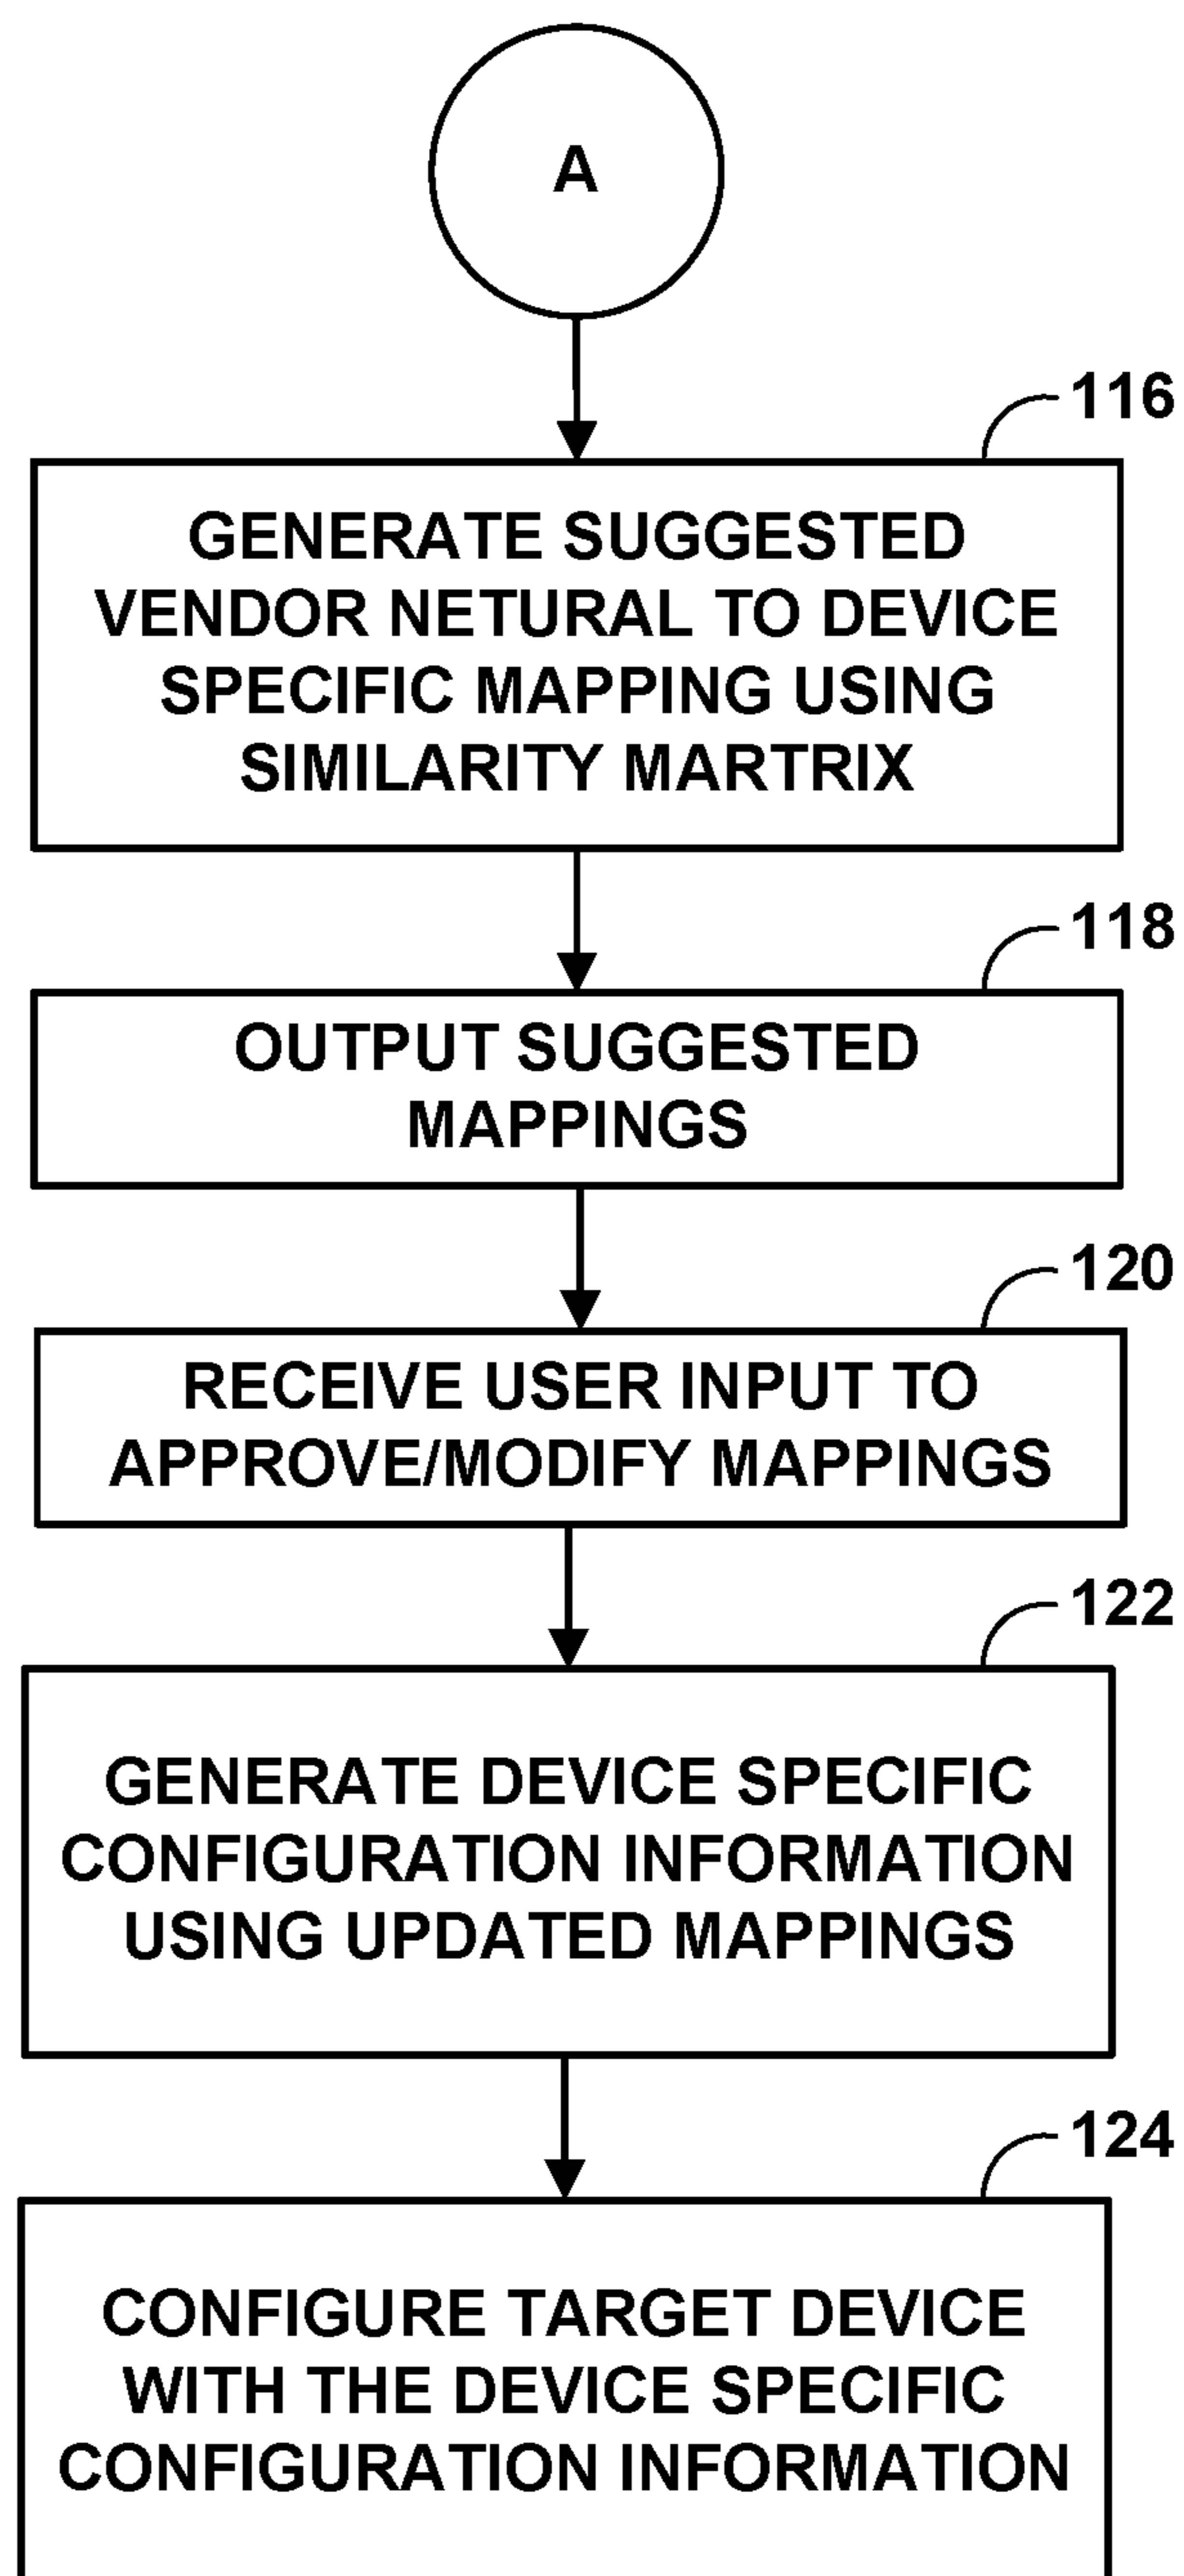 A
116
GENERATE SUGGESTED
VENDOR NETURAL TO DEVICE
SPECIFIC MAPPING USING
SIMILARITY MARTRIX
118
OUTPUT SUGGESTED
MAPPINGS
120
RECEIVE USER INPUT TO
APPROVE/MODIFY MAPPINGS
122
GENERATE DEVICE SPECIFIC
CONFIGURATION INFORMATION
USING UPDATED MAPPINGS
124
CONFIGURE TARGET DEVICE
WITH THE DEVICE SPECIFIC
CONFIGURATION INFORMATION